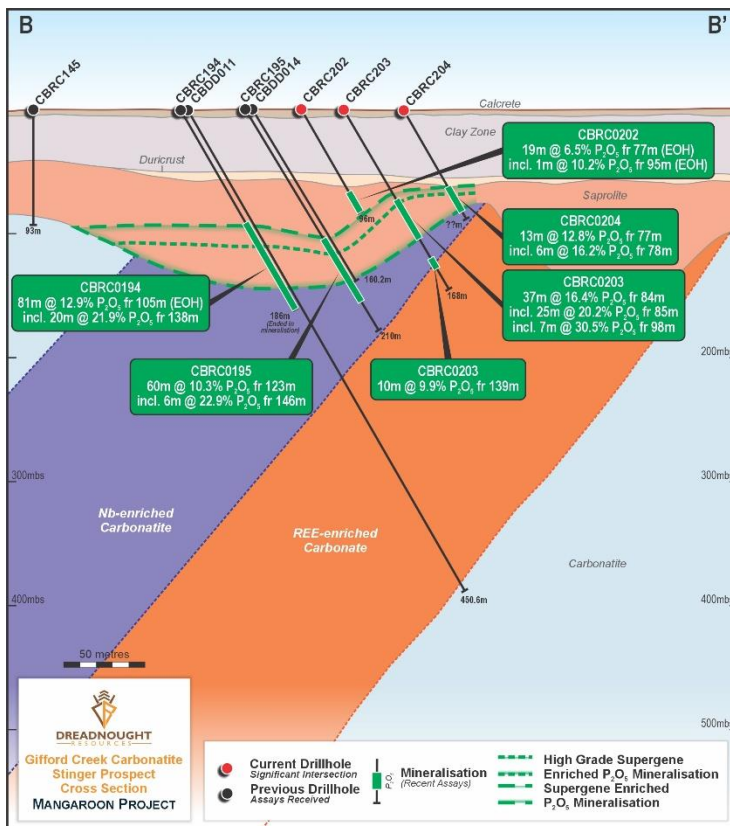 B
B'
CBRC145
CBRC194
CBDD011
CBRC195
CBDD014
CBRC202
CBRC203
CBRC204
Calcrete
Clay Zone
Duricrust
Saprolite
CBRC0202
19m @ 6.5% P₂O₅ fr 77m (EOH)
incl. 1m @ 10.2% P₂O₅ fr 95m (EOH)
96m
??m
93m
CBRC0204
13m @ 12.8% P₂O₅ fr 77m
incl. 6m @ 16.2% P₂O₅ fr 78m
CBRC0194
81m @ 12.9% P₂O₅ fr 105m (EOH)
incl. 20m @ 21.9% P₂O₅ fr 138m
160.2m
168m
CBRC0203
37m @ 16.4% P₂O₅ fr 84m
incl. 25m @ 20.2% P₂O₅ fr 85m
incl. 7m @ 30.5% P₂O₅ fr 98m
186m
(Ended in
mineralistion)
210m
200mbs
CBRC0195
60m @ 10.3% P₂O₅ fr 123m
incl. 6m @ 22.9% P₂O₅ fr 146m
CBRC0203
10m @ 9.9% P₂O₅ fr 139m
300mbs
300mbs
Nb-enriched
Carbonatite
REE-enriched
Carbonate
Carbonatite
400mbs
400mbs
450.6m
50 metres
500mbs
DREADNOUGHT
RESOURCES
Gifford Creek Carbonatite
Stinger Prospect
Cross Section
MANGAROON PROJECT
Current Drillhole
Significant Intersection
Previous Drillhole
Assays Received
P₂O₅
Mineralisation
(Recent Assays)
High Grade Supergene
Enriched P₂O₅ Mineralisation
Supergene Enriched
P₂O₅ Mineralisation